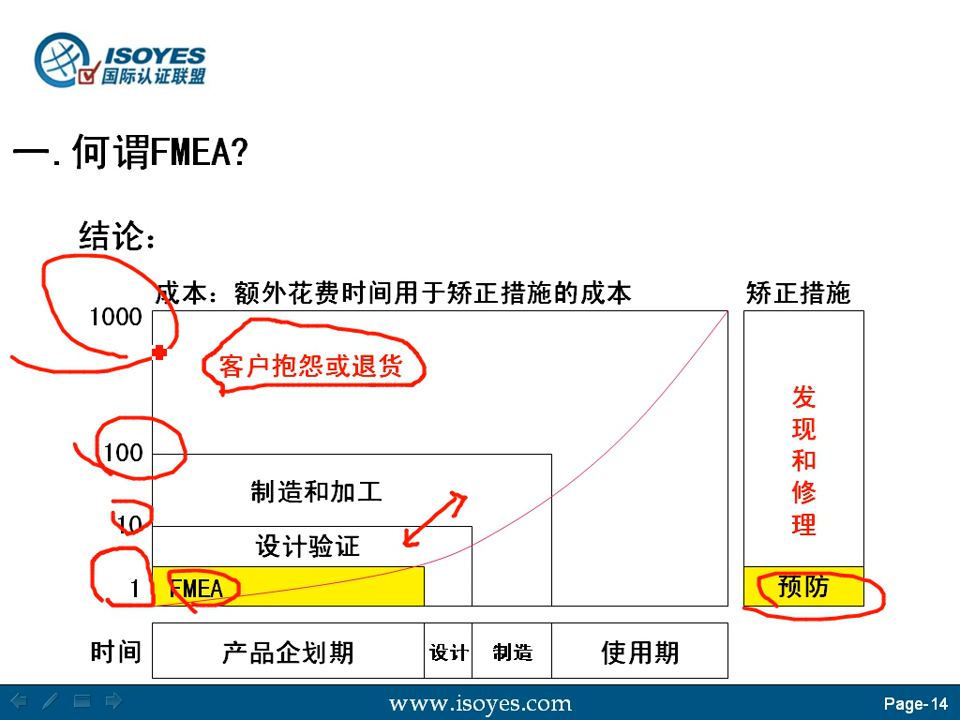 ISOYES
国际认证联盟
一.何谓FMEA?
结论：
成本：额外花费时间用于矫正措施的成本
矫正措施
1000
客户抱怨或退货
发现和修理
100
制造和加工
10
设计验证
1
FMEA
预防
时间
产品企划期
设计
制造
使用期
www.isoyes.com
Page-14